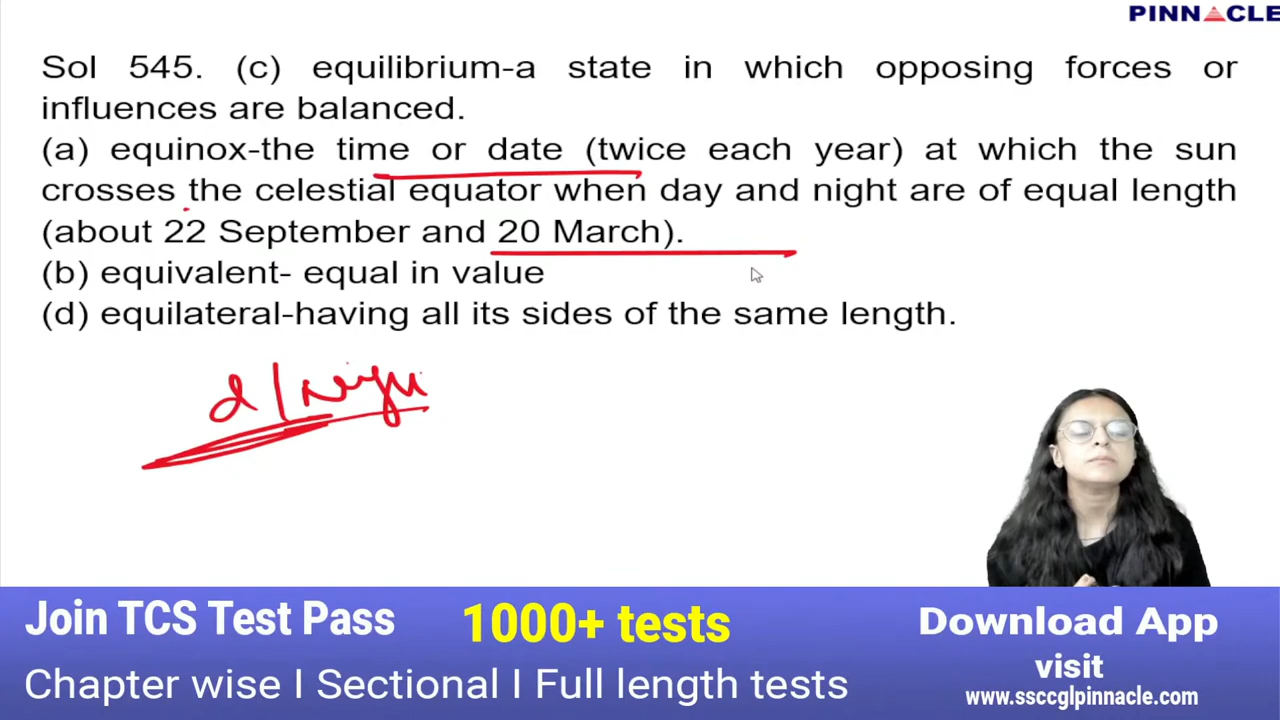 PINNACLE
Sol 545. (c) equilibrium-a state in which opposing forces or
influences are balanced.
(a) equinox-the time or date (twice each year) at which the sun
crosses the celestial equator when day and night are of equal length
(about 22 September and 20 March).
(b) equivalent- equal in value
(d) equilateral-having all its sides of the same length.
Join TCS Test Pass
1000+ tests
Download App
visit
Chapter wise I Sectional I Full length tests
www.ssccglpinnacle.com